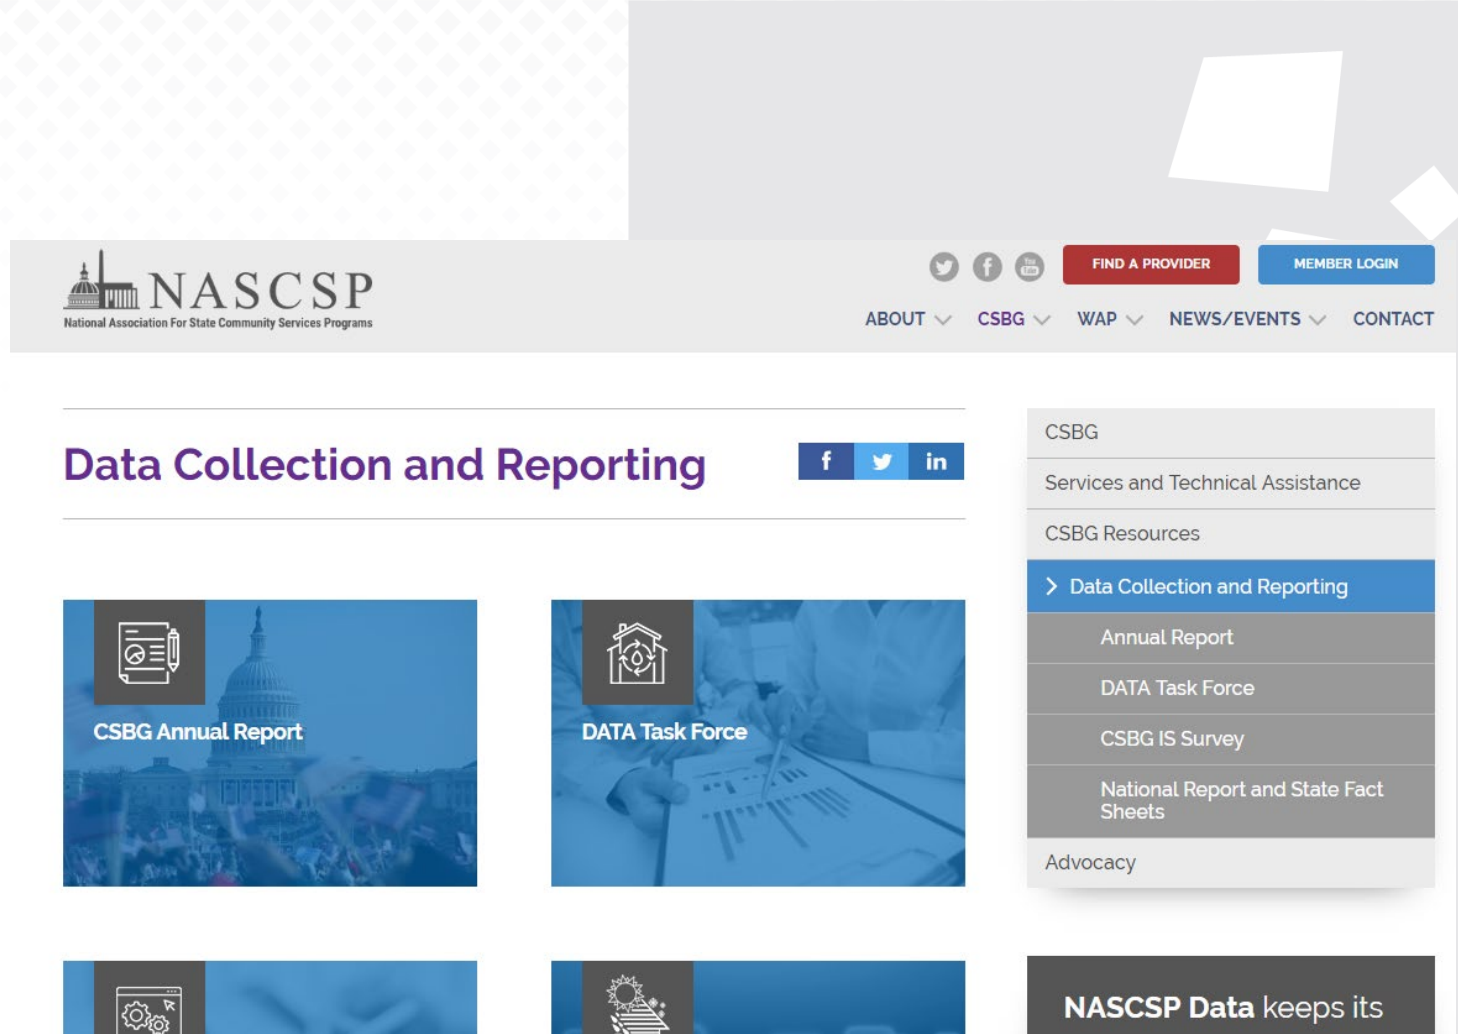 NASCSP
National Association For State Community Services Programs
You
Tube
FIND A PROVIDER
MEMBER LOGIN
ABOUT
CSBG
WAP
NEWS/EVENTS
CONTACT
Data Collection and Reporting
f
in
CSBG Annual Report
DATA Task Force
CSBG
Services and Technical Assistance
CSBG Resources
Data Collection and Reporting
Annual Report
DATA Task Force
CSBG IS Survey
National Report and State Fact
Sheets
Advocacy
NASCSP Data keeps its